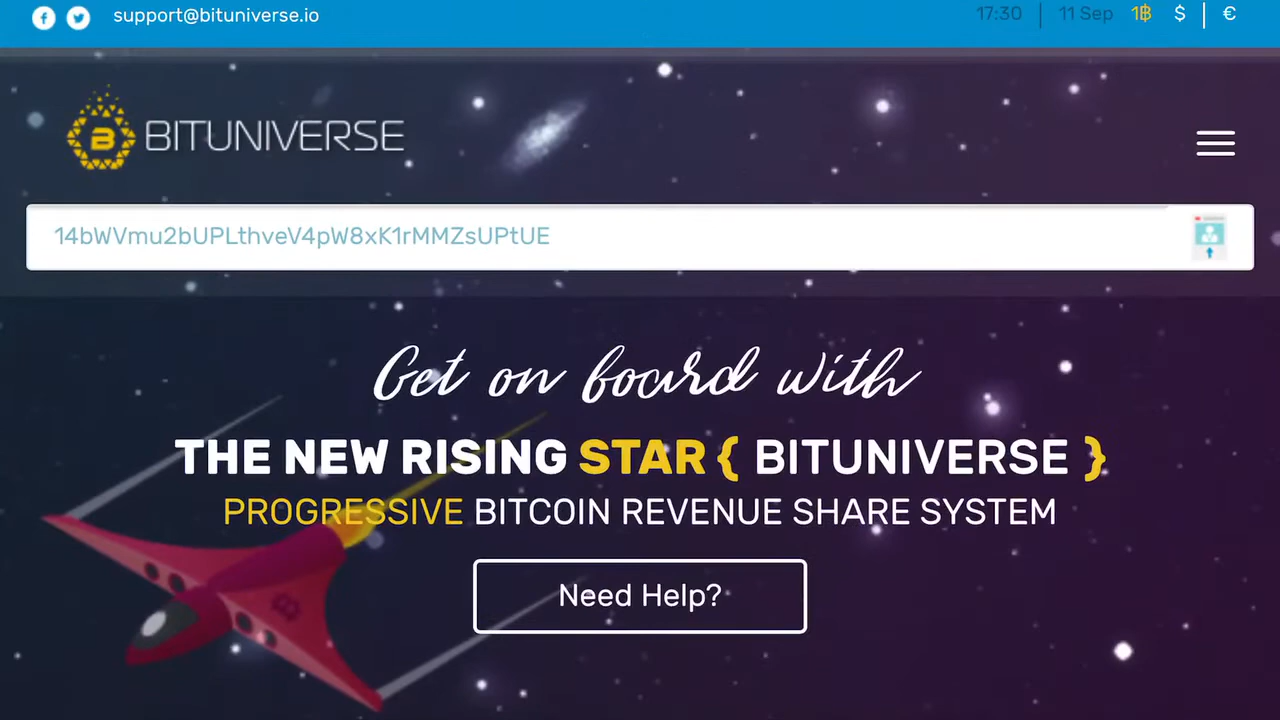 support@bituniverse.io
17:30 | 11 Sep 1₿ $ | €
BITUNIVERSE
14bWVmu2bUPLthveV4pW8xK1rMMZsUPtUE
Get on board with
THE NEW RISING STAR { BITUNIVERSE }
PROGRESSIVE BITCOIN REVENUE SHARE SYSTEM
Need Help?